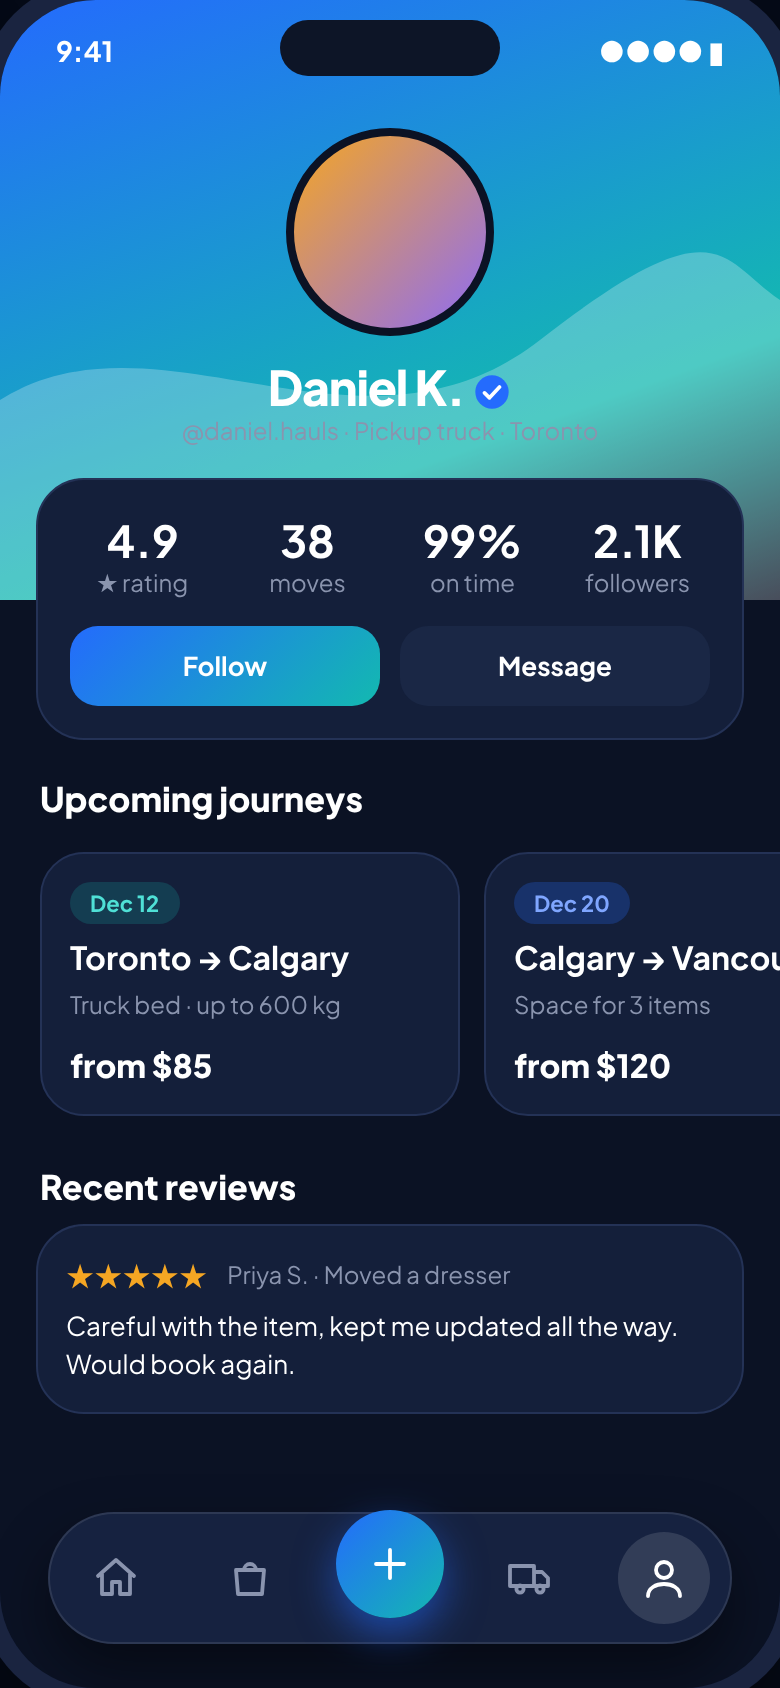 9:41
Daniel K.
@daniel.hauls · Pickup truck · Toronto
4.9 38 99% 2.1K
★ rating moves on time followers
Follow Message
Upcoming journeys
Dec 12 Dec 20
Toronto → Calgary Calgary → Vancou
Truck bed · up to 600 kg Space for 3 items
from $85 from $120
Recent reviews
★★★★★ Priya S. · Moved a dresser
Careful with the item, kept me updated all the way.
Would book again.